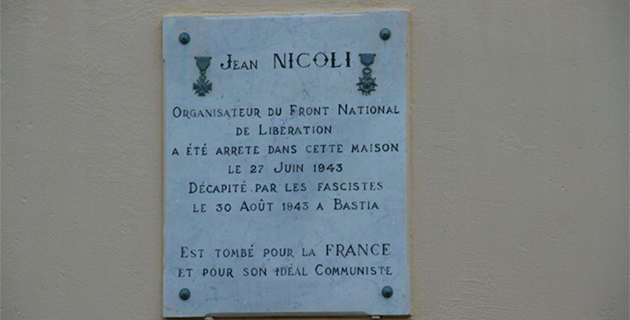 Jean NICOLI
Organisateur du Front National
de Libération
a été arrete dans cette maison
le 27 Juin 1943
Décapité par les fascistes
le 30 Août 1943 a Bastia
Est tombé pour la FRANCE
et pour son idéal Communiste